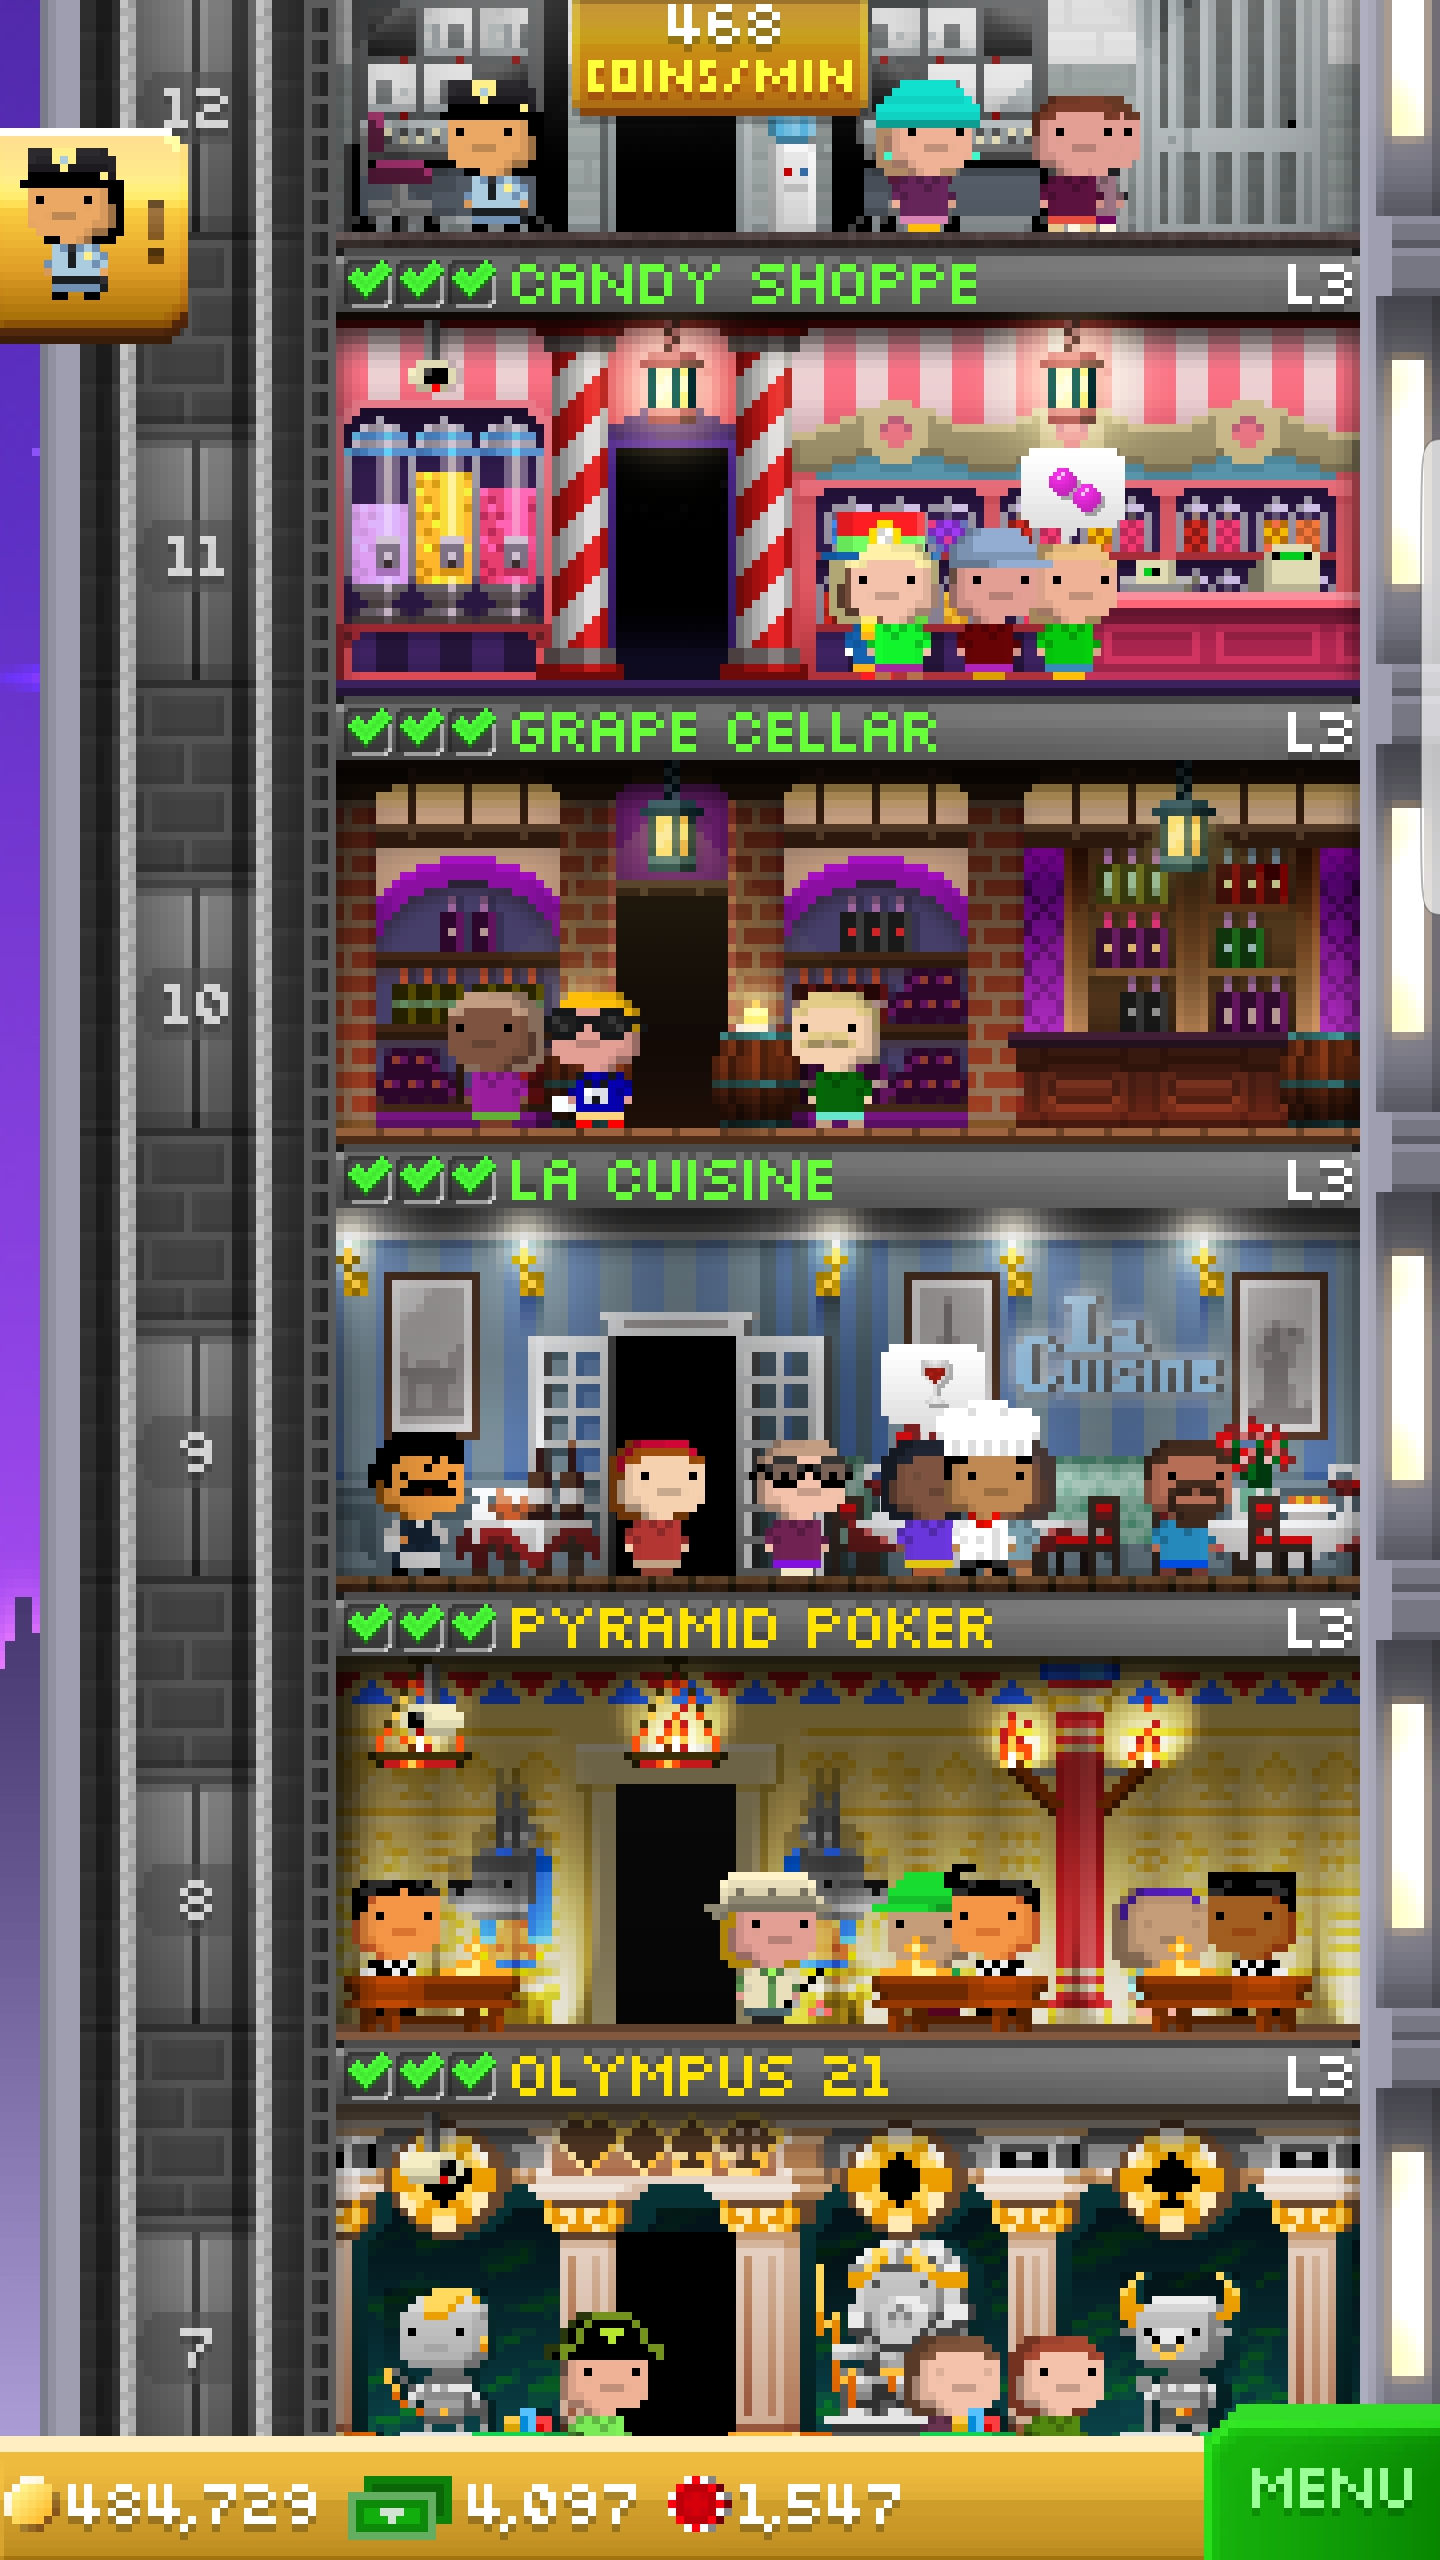 468
COINS/MIN
12
!
CANDY SHOPPE L3
11
GRAPE CELLAR L3
10
LA CUISINE L3
La
Cuisine
9
PYRAMID POKER L3
8
OLYMPUS 21 L3
7
484,729 4,097 1,547 MENU